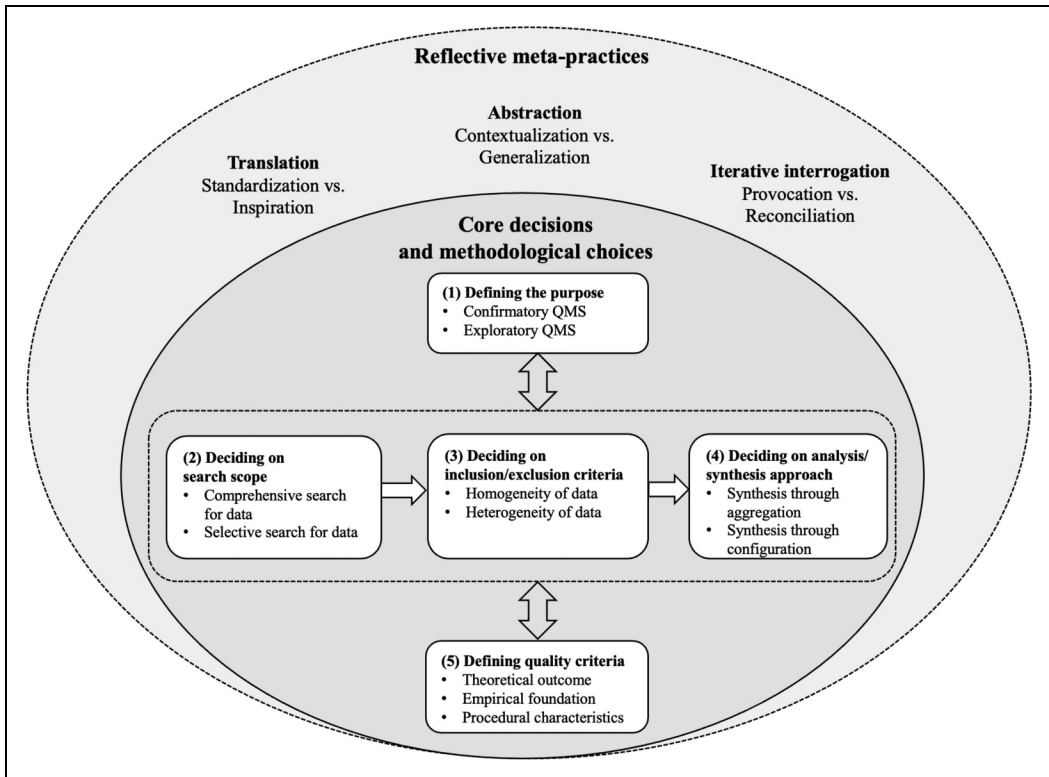 Reflective meta-practices
Abstraction
Contextualization vs.
Generalization
Translation
Standardization vs.
Inspiration
Iterative interrogation
Provocation vs.
Reconciliation
Core decisions
and methodological choices
(1) Defining the purpose
• Confirmatory QMS
• Exploratory QMS
(2) Deciding on
search scope
• Comprehensive search
for data
• Selective search for data
(3) Deciding on
inclusion/exclusion criteria
• Homogeneity of data
• Heterogeneity of data
(4) Deciding on analysis/
synthesis approach
• Synthesis through
aggregation
• Synthesis through
configuration
(5) Defining quality criteria
• Theoretical outcome
• Empirical foundation
• Procedural characteristics